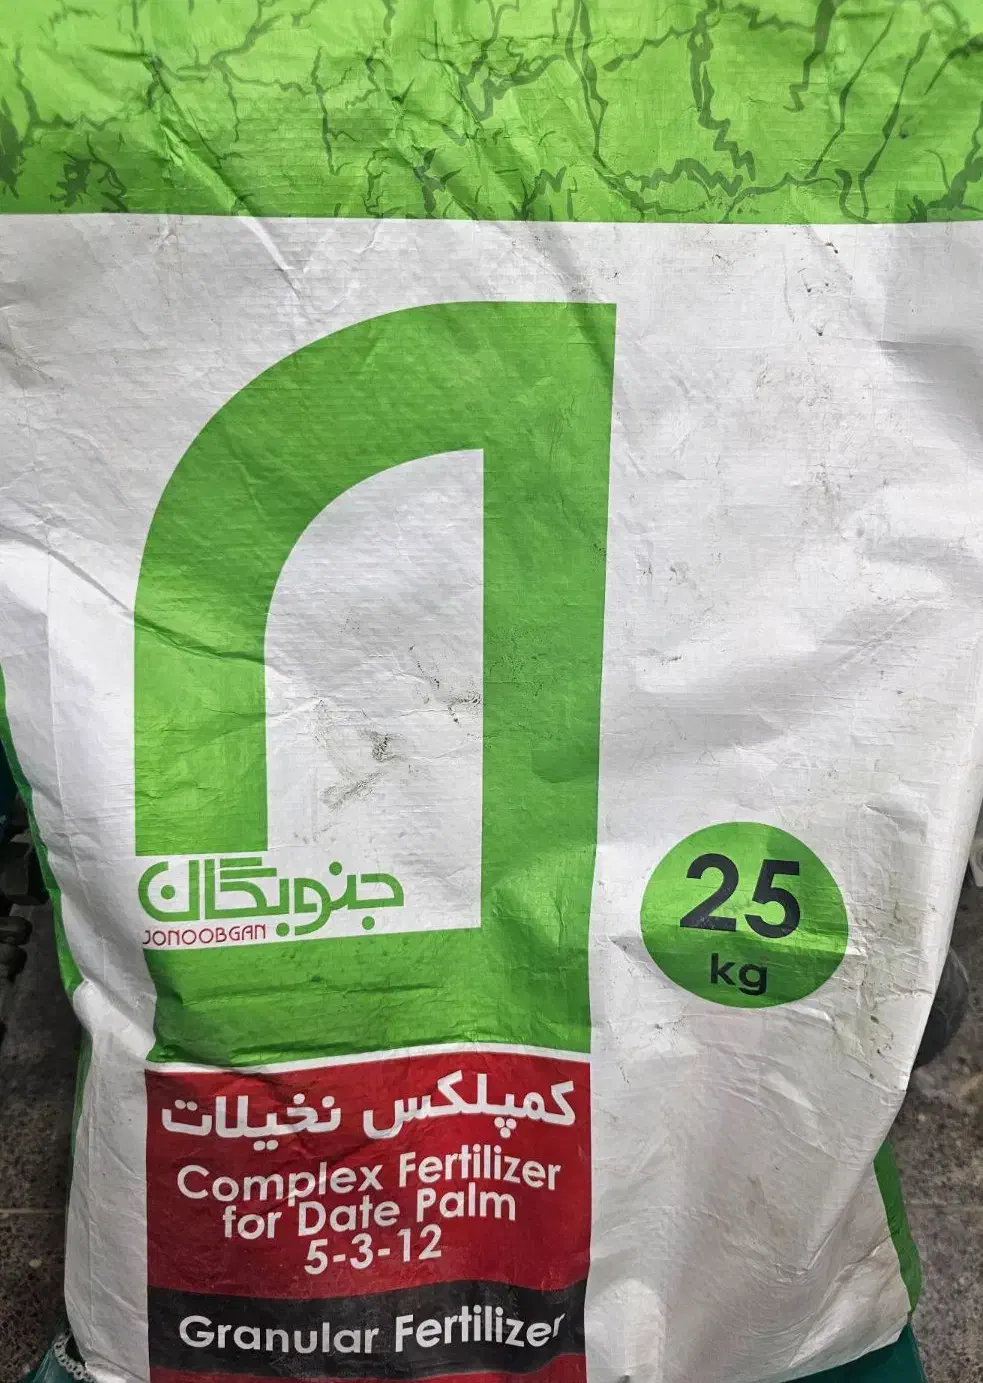 جنوبگان
JONOOBGAN
25
kg
کمپلکس نخیلات
Complex Fertilizer
for Date Palm
5-3-12
Granular Fertilizer